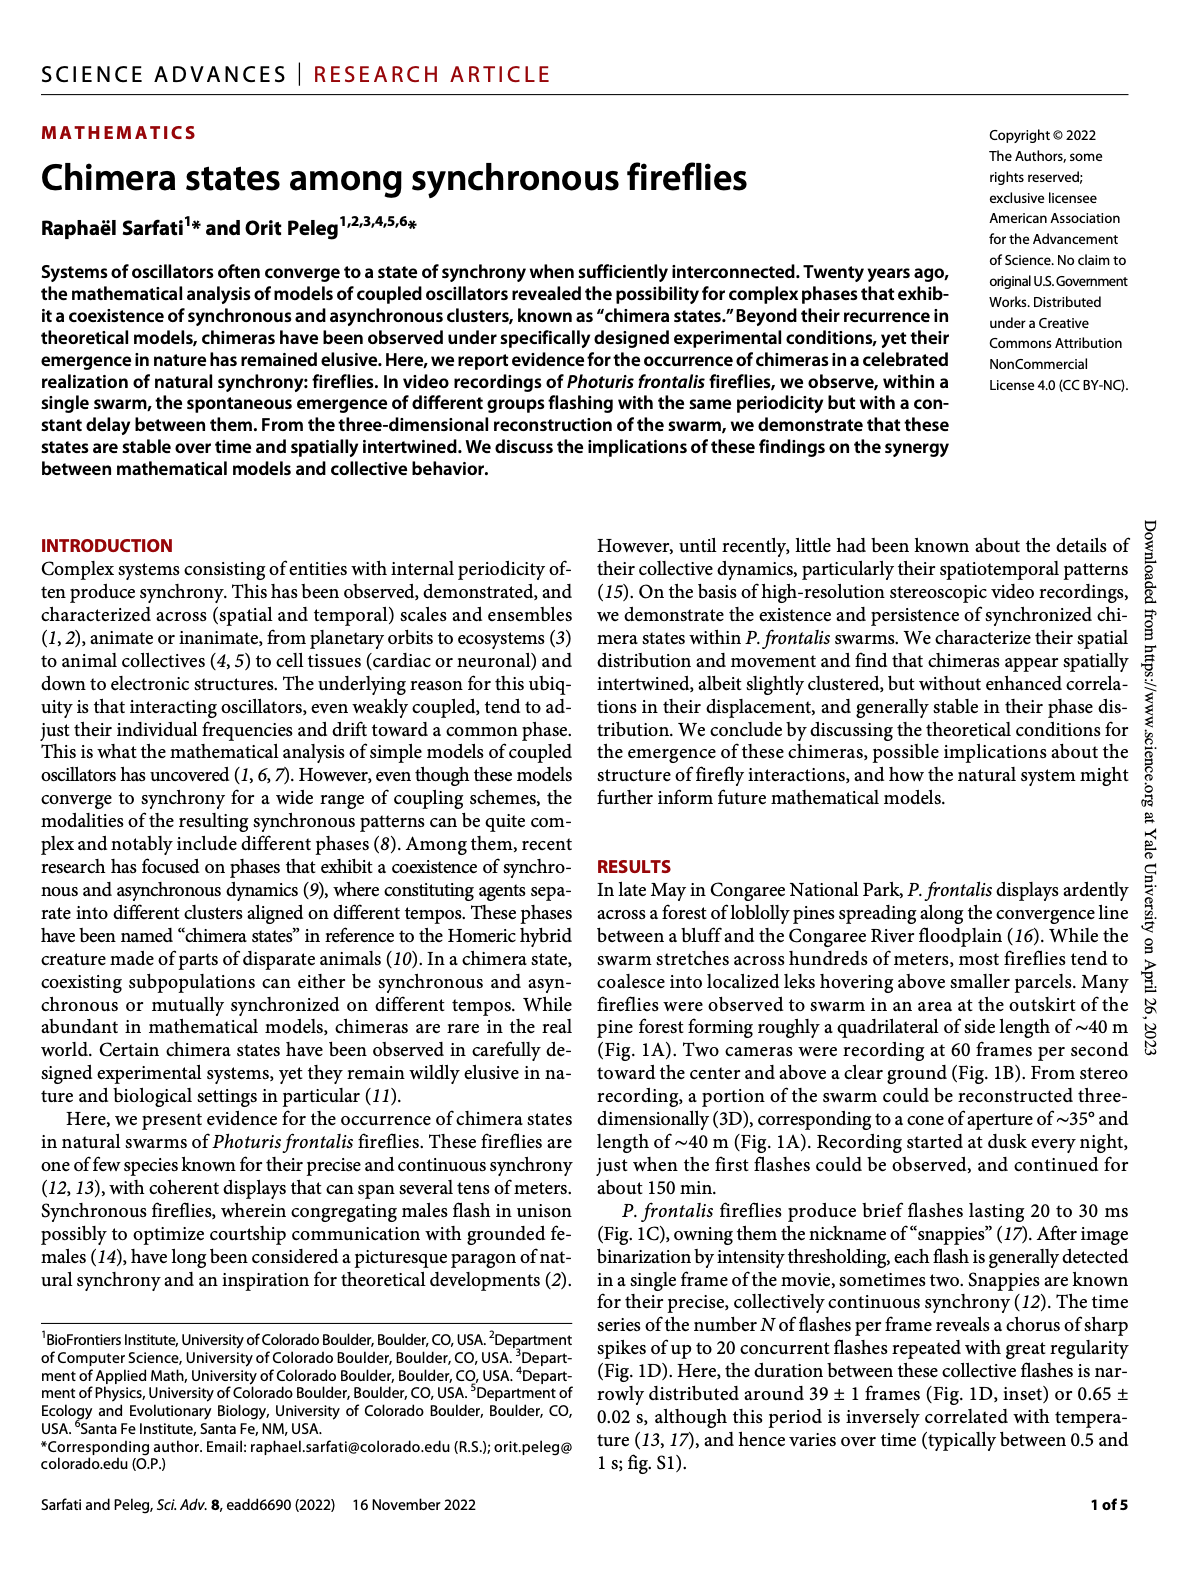 SCIENCE ADVANCES | RESEARCH ARTICLE
MATHEMATICS
Chimera states among synchronous fireflies
Raphaël Sarfati1* and Orit Peleg1,2,3,4,5,6*
Systems of oscillators often converge to a state of synchrony when sufficiently interconnected. Twenty years ago,
the mathematical analysis of models of coupled oscillators revealed the possibility for complex phases that exhib-
it a coexistence of synchronous and asynchronous clusters, known as “chimera states.” Beyond their recurrence in
theoretical models, chimeras have been observed under specifically designed experimental conditions, yet their
emergence in nature has remained elusive. Here, we report evidence for the occurrence of chimeras in a celebrated
realization of natural synchrony: fireflies. In video recordings of Photuris frontalis fireflies, we observe, within a
single swarm, the spontaneous emergence of different groups flashing with the same periodicity but with a con-
stant delay between them. From the three-dimensional reconstruction of the swarm, we demonstrate that these
states are stable over time and spatially intertwined. We discuss the implications of these findings on the synergy
between mathematical models and collective behavior.
Copyright © 2022
The Authors, some
rights reserved;
exclusive licensee
American Association
for the Advancement
of Science. No claim to
original U.S. Government
Works. Distributed
under a Creative
Commons Attribution
NonCommercial
License 4.0 (CC BY-NC).
INTRODUCTION
Complex systems consisting of entities with internal periodicity of-
ten produce synchrony. This has been observed, demonstrated, and
characterized across (spatial and temporal) scales and ensembles
(1, 2), animate or inanimate, from planetary orbits to ecosystems (3)
to animal collectives (4, 5) to cell tissues (cardiac or neuronal) and
down to electronic structures. The underlying reason for this ubiq-
uity is that interacting oscillators, even weakly coupled, tend to ad-
just their individual frequencies and drift toward a common phase.
This is what the mathematical analysis of simple models of coupled
oscillators has uncovered (1, 6, 7). However, even though these models
converge to synchrony for a wide range of coupling schemes, the
modalities of the resulting synchronous patterns can be quite com-
plex and notably include different phases (8). Among them, recent
research has focused on phases that exhibit a coexistence of synchro-
nous and asynchronous dynamics (9), where constituting agents sepa-
rate into different clusters aligned on different tempos. These phases
have been named “chimera states” in reference to the Homeric hybrid
creature made of parts of disparate animals (10). In a chimera state,
coexisting subpopulations can either be synchronous and asyn-
chronous or mutually synchronized on different tempos. While
abundant in mathematical models, chimeras are rare in the real
world. Certain chimera states have been observed in carefully de-
signed experimental systems, yet they remain wildly elusive in na-
ture and biological settings in particular (11).
Here, we present evidence for the occurrence of chimera states
in natural swarms of Photuris frontalis fireflies. These fireflies are
one of few species known for their precise and continuous synchrony
(12, 13), with coherent displays that can span several tens of meters.
Synchronous fireflies, wherein congregating males flash in unison
possibly to optimize courtship communication with grounded fe-
males (14), have long been considered a picturesque paragon of nat-
ural synchrony and an inspiration for theoretical developments (2).
1BioFrontiers Institute, University of Colorado Boulder, Boulder, CO, USA. 2Department
of Computer Science, University of Colorado Boulder, Boulder, CO, USA. 3Depart-
ment of Applied Math, University of Colorado Boulder, Boulder, CO, USA. 4Depart-
ment of Physics, University of Colorado Boulder, Boulder, CO, USA. 5Department of
Ecology and Evolutionary Biology, University of Colorado Boulder, Boulder, CO,
USA. 6Santa Fe Institute, Santa Fe, NM, USA.
*Corresponding author. Email: raphael.sarfati@colorado.edu (R.S.); orit.peleg@
colorado.edu (O.P.)
However, until recently, little had been known about the details of
their collective dynamics, particularly their spatiotemporal patterns
(15). On the basis of high-resolution stereoscopic video recordings,
we demonstrate the existence and persistence of synchronized chi-
mera states within P. frontalis swarms. We characterize their spatial
distribution and movement and find that chimeras appear spatially
intertwined, albeit slightly clustered, but without enhanced correla-
tions in their displacement, and generally stable in their phase dis-
tribution. We conclude by discussing the theoretical conditions for
the emergence of these chimeras, possible implications about the
structure of firefly interactions, and how the natural system might
further inform future mathematical models.
RESULTS
In late May in Congaree National Park, P. frontalis displays ardently
across a forest of loblolly pines spreading along the convergence line
between a bluff and the Congaree River floodplain (16). While the
swarm stretches across hundreds of meters, most fireflies tend to
coalesce into localized leks hovering above smaller parcels. Many
fireflies were observed to swarm in an area at the outskirt of the
pine forest forming roughly a quadrilateral of side length of ~40 m
(Fig. 1A). Two cameras were recording at 60 frames per second
toward the center and above a clear ground (Fig. 1B). From stereo
recording, a portion of the swarm could be reconstructed three-
dimensionally (3D), corresponding to a cone of aperture of ~35° and
length of ~40 m (Fig. 1A). Recording started at dusk every night,
just when the first flashes could be observed, and continued for
about 150 min.
P. frontalis fireflies produce brief flashes lasting 20 to 30 ms
(Fig. 1C), owning them the nickname of “snappies” (17). After image
binarization by intensity thresholding, each flash is generally detected
in a single frame of the movie, sometimes two. Snappies are known
for their precise, collectively continuous synchrony (12). The time
series of the number N of flashes per frame reveals a chorus of sharp
spikes of up to 20 concurrent flashes repeated with great regularity
(Fig. 1D). Here, the duration between these collective flashes is nar-
rowly distributed around 39 ± 1 frames (Fig. 1D, inset) or 0.65 ±
0.02 s, although this period is inversely correlated with tempera-
ture (13, 17), and hence varies over time (typically between 0.5 and
1 s; fig. S1).
Downloaded from https://www.science.org at Yale University on April 26, 2023
Sarfati and Peleg, Sci. Adv. 8, eadd6690 (2022) 16 November 2022
1 of 5